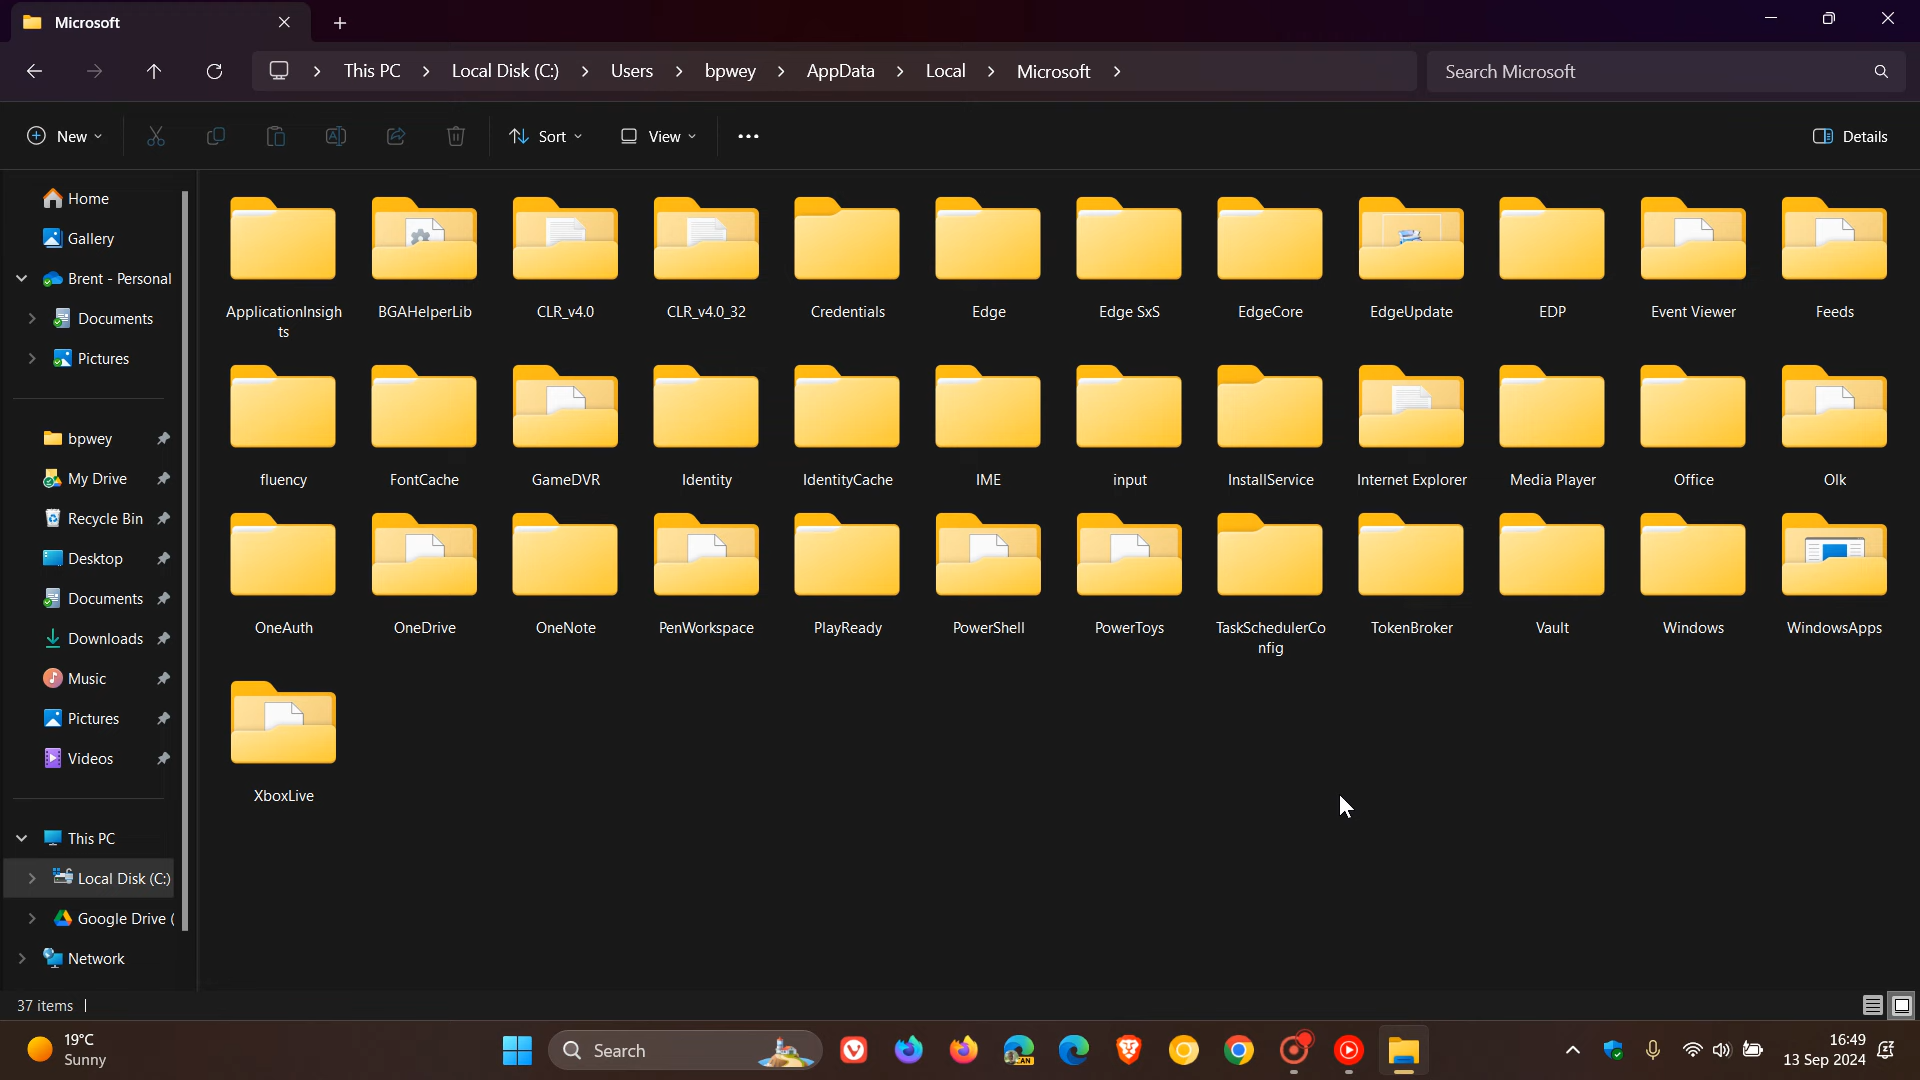 Microsoft
This PC > Local Disk (C:) > Users > bpwey > AppData > Local > Microsoft >
Search Microsoft
New
Sort
View
Details
Home
Gallery
Brent - Personal
Documents
Pictures
bpwey
My Drive
Recycle Bin
Desktop
Documents
Downloads
Music
Pictures
Videos
This PC
Local Disk (C:)
Google Drive (
Network
ApplicationInsigh
ts
BGAHelperLib
CLR_v4.0
CLR_v4.0_32
Credentials
Edge
Edge SxS
EdgeCore
EdgeUpdate
EDP
Event Viewer
Feeds
fluency
FontCache
GameDVR
Identity
IdentityCache
IME
input
InstallService
Internet Explorer
Media Player
Office
Olk
OneAuth
OneDrive
OneNote
PenWorkspace
PlayReady
PowerShell
PowerToys
TaskSchedulerCo
nfig
TokenBroker
Vault
Windows
WindowsApps
XboxLive
37 items
19°C
Sunny
Search
CAN
16:49
13 Sep 2024